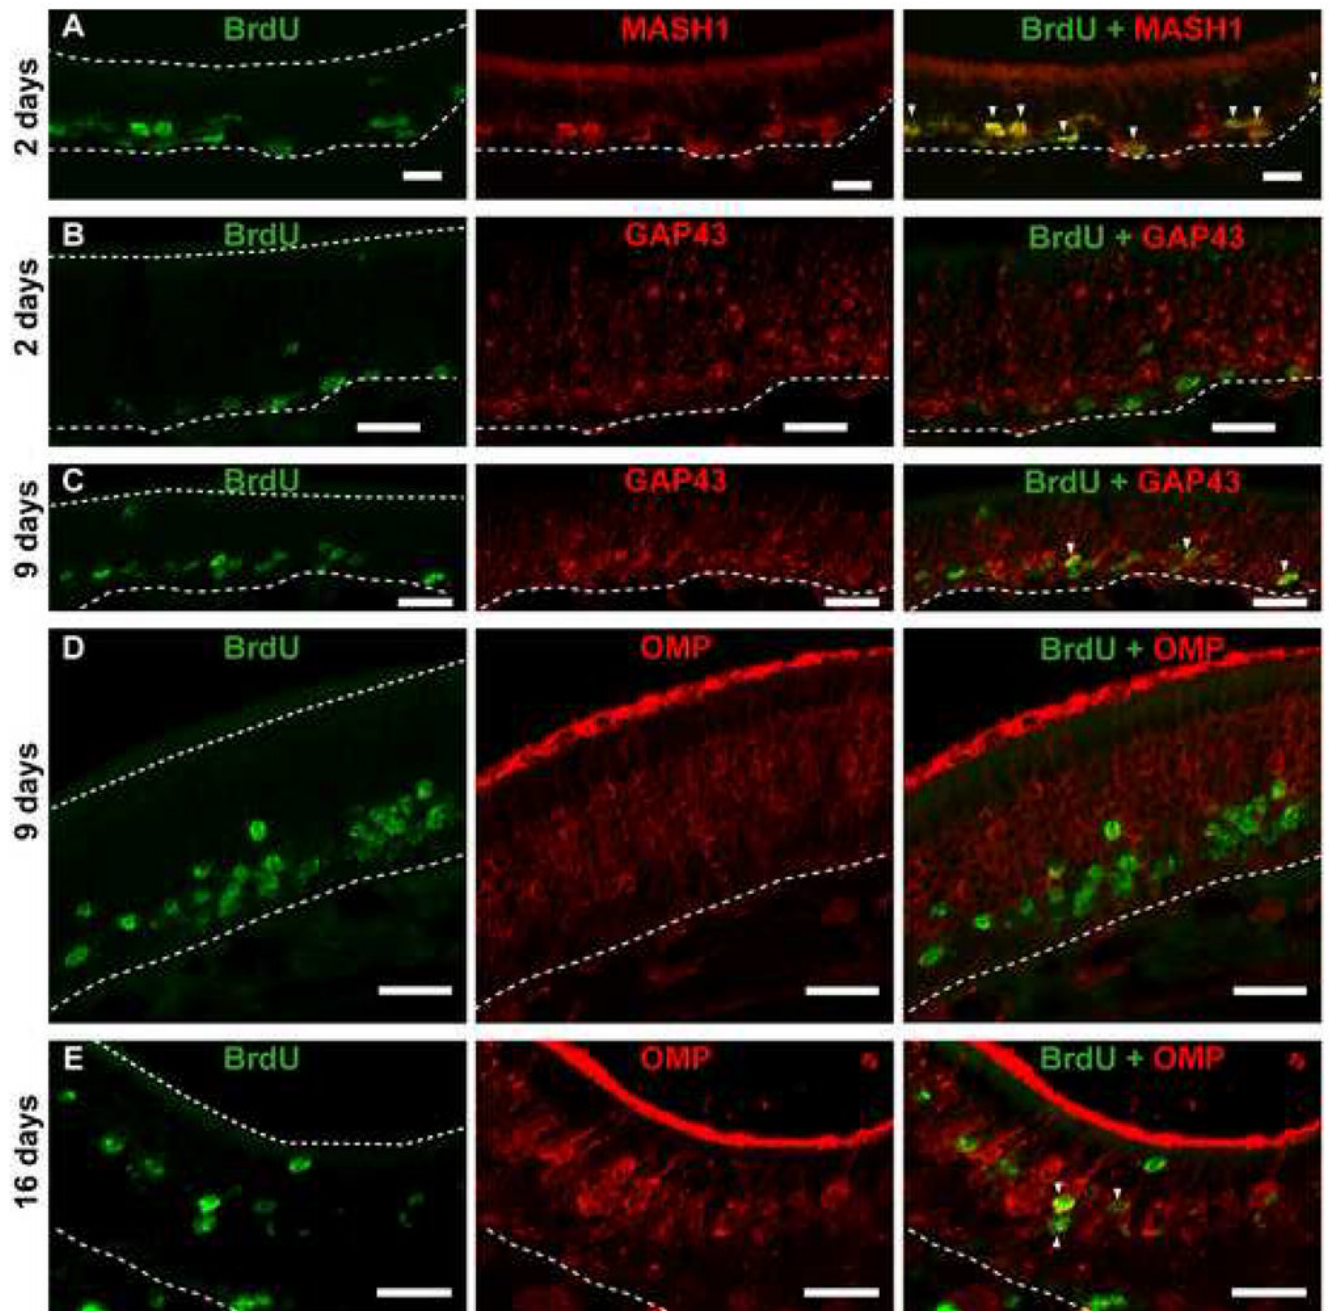 2 days
A BrdU MASH1 BrdU + MASH1
2 days
B BrdU GAP43 BrdU + GAP43
9 days
C BrdU GAP43 BrdU + GAP43
9 days
D BrdU OMP BrdU + OMP
16 days
E BrdU OMP BrdU + OMP